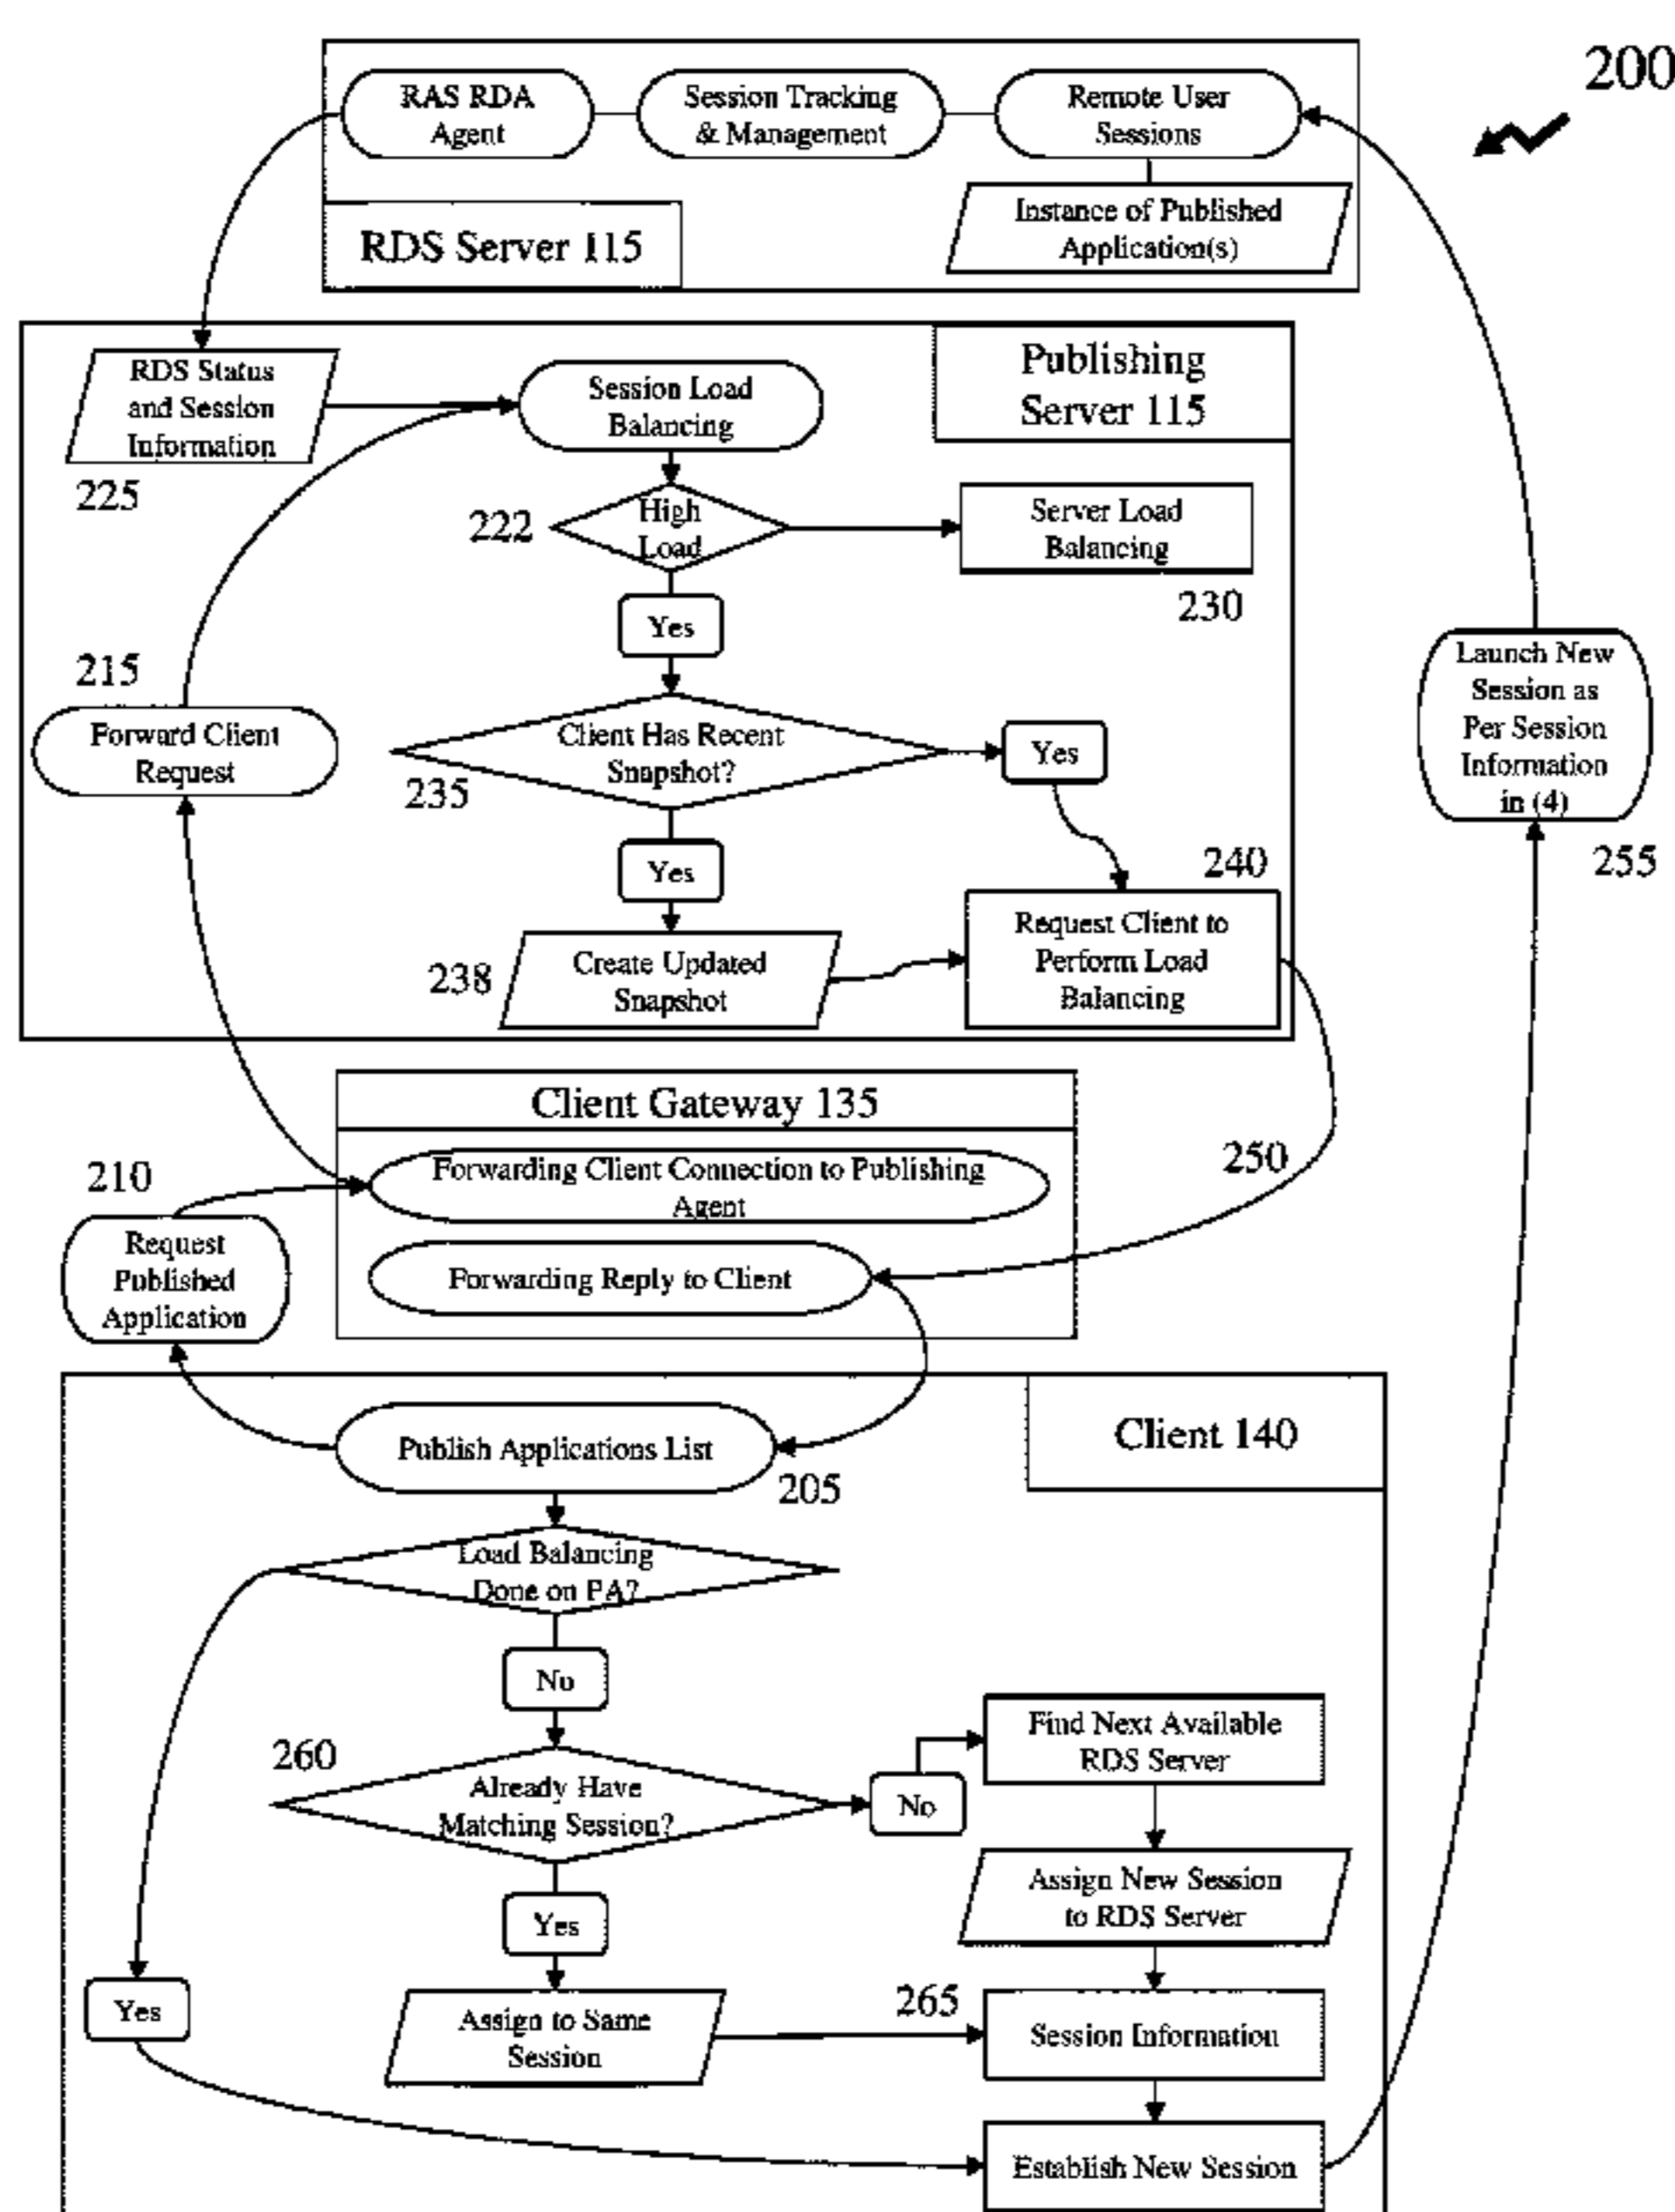 200
RAS RDA
Agent
Session Tracking
& Management
Remote User
Sessions
Instance of Published
Application(s)
RDS Server 115
Publishing
Server 115
RDS Status
and Session
Information
225
Session Load
Balancing
222
High
Load
Server Load
Balancing
230
Yes
215
Forward Client
Request
Client Has Recent
Snapshot?
235
Yes
Launch New
Session as
Per Session
Information
in (4)
255
Yes
240
238
Create Updated
Snapshot
Request Client to
Perform Load
Balancing
Client Gateway 135
210
Forwarding Client Connection to Publishing
Agent
250
Request
Published
Application
Forwarding Reply to Client
Client 140
Publish Applications List
205
Load Balancing
Done on PA?
No
260
Already Have
Matching Session?
No
Find Next Available
RDS Server
Yes
Assign New Session
to RDS Server
Yes
Assign to Same
Session
265
Session Information
Establish New Session